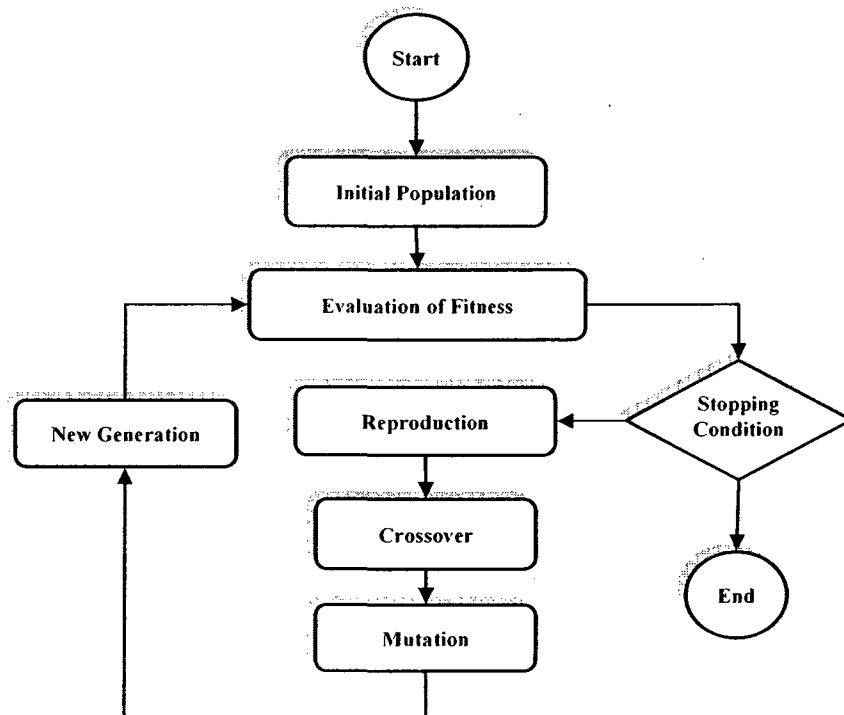 Start
Initial Population
Evaluation of Fitness
Stopping
Condition
Reproduction
New Generation
Crossover
Mutation
End